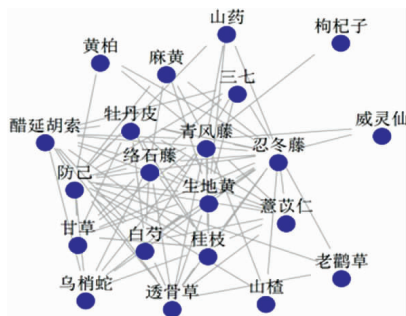 山药
枸杞子
黄柏
麻黄
三七
牡丹皮
威灵仙
醋延胡索
青风藤
忍冬藤
络石藤
防己
生地黄
薏苡仁
甘草
白芍
桂枝
老鹳草
乌梢蛇
透骨草
山楂